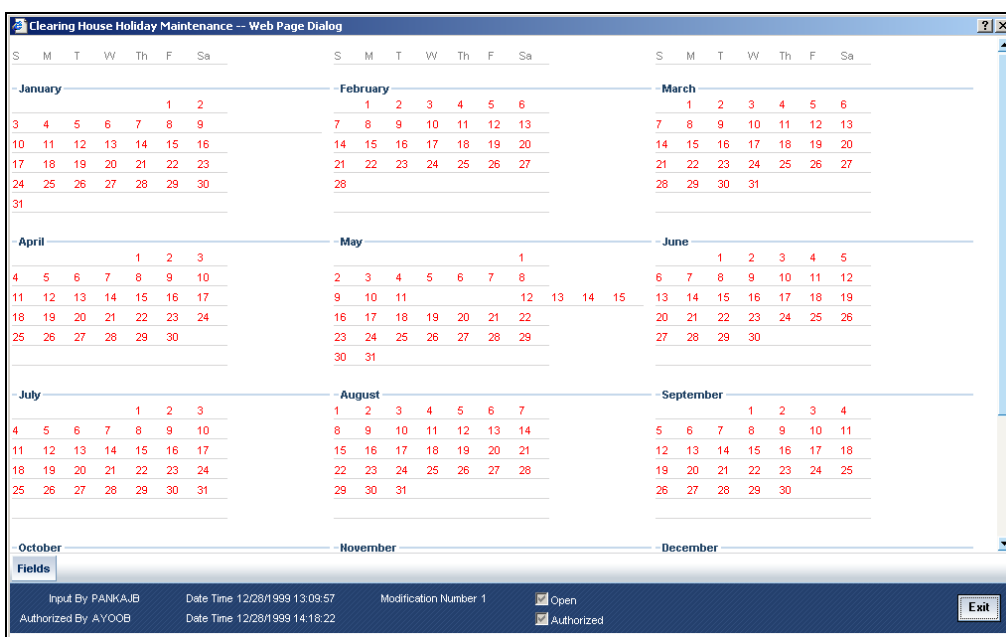 Clearing House Holiday Maintenance -- Web Page Dialog ? ×
S M T W Th F Sa S M T W Th F Sa S M T W Th F Sa
January February March
1 2 1 2 3 4 5 6 1 2 3 4 5 6
3 4 5 6 7 8 9 7 8 9 10 11 12 13 7 8 9 10 11 12 13
10 11 12 13 14 15 16 14 15 16 17 18 19 20 14 15 16 17 18 19 20
17 18 19 20 21 22 23 21 22 23 24 25 26 27 21 22 23 24 25 26 27
24 25 26 27 28 29 30 28 28 29 30 31
31
April May June
1 2 3 1 1 2 3 4 5
4 5 6 7 8 9 10 2 3 4 5 6 7 8 6 7 8 9 10 11 12
11 12 13 14 15 16 17 9 10 11 12 13 14 15 13 14 15 16 17 18 19
18 19 20 21 22 23 24 16 17 18 19 20 21 22 20 21 22 23 24 25 26
25 26 27 28 29 30 23 24 25 26 27 28 29 27 28 29 30
30 31
July August September
1 2 3 1 2 3 4 5 6 7 1 2 3 4
4 5 6 7 8 9 10 8 9 10 11 12 13 14 5 6 7 8 9 10 11
11 12 13 14 15 16 17 15 16 17 18 19 20 21 12 13 14 15 16 17 18
18 19 20 21 22 23 24 22 23 24 25 26 27 28 19 20 21 22 23 24 25
25 26 27 28 29 30 31 29 30 31 26 27 28 29 30
October November December
Fields
Input By PANKAJB Date Time 12/28/1999 13:09:57 Modification Number 1 Open
Authorized By AYOOB Date Time 12/28/1999 14:18:22 Authorized
Exit